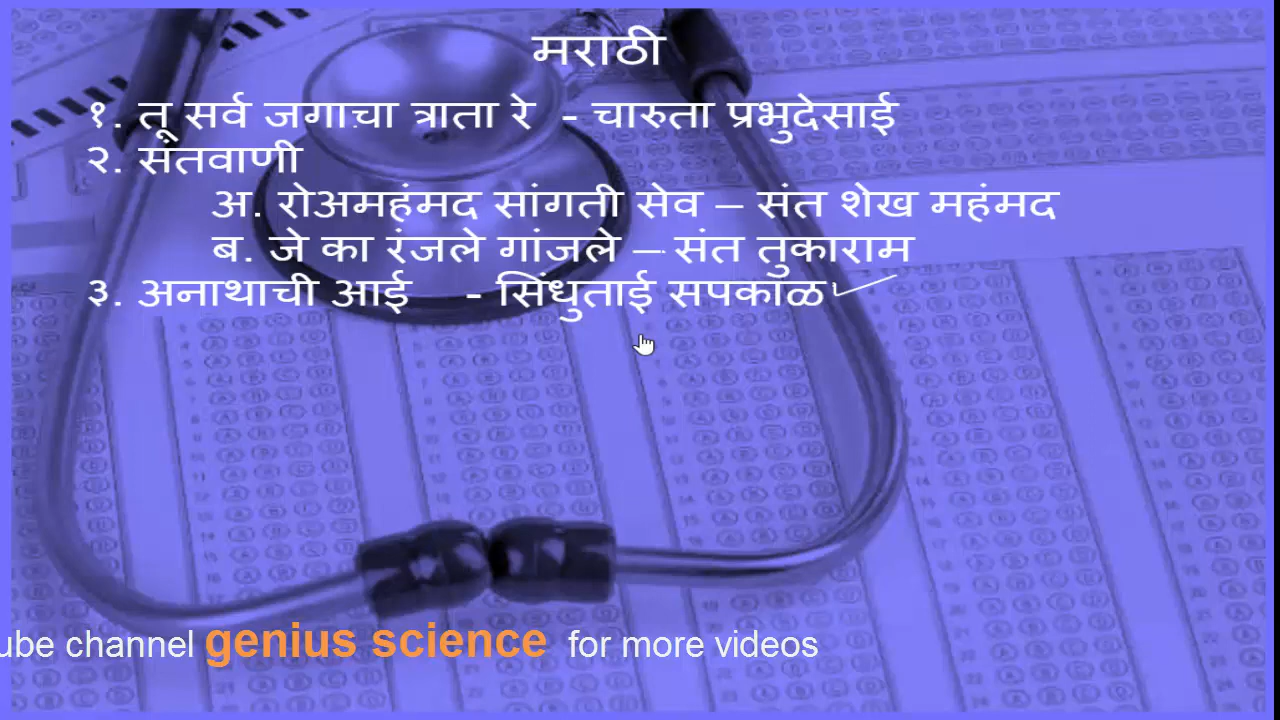 मराठी
१. तू सर्व जगाचा त्राता रे - चारुता प्रभुदेसाई
२. संतवाणी
अ. रोअमहंमद सांगती सेव – संत शेख महंमद
ब. जे का रंजले गांजले – संत तुकाराम
३. अनाथाची आई - सिंधुताई सपकाळ
ube channel genius science for more videos